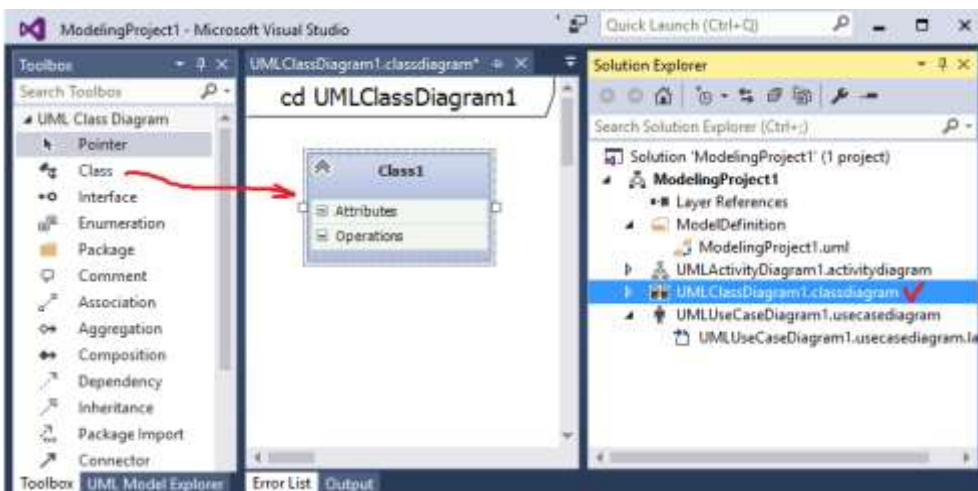 ModelingProject1 - Microsoft Visual Studio
Quick Launch (Ctrl+Q)
Toolbox
Search Toolbox
UML Class Diagram
Pointer
Class
Interface
Enumeration
Package
Comment
Association
Aggregation
Composition
Dependency
Inheritance
Package Import
Connector
Toolbox UML Model Explorer
UMLClassDiagram1.classdiagram*
cd UMLClassDiagram1
Class1
Attributes
Operations
Error List Output
Solution Explorer
Search Solution Explorer (Ctrl+;)
Solution 'ModelingProject1' (1 project)
ModelingProject1
Layer References
ModelDefinition
ModelingProject1.uml
UMLActivityDiagram1.activitydiagram
UMLClassDiagram1.classdiagram
UMLUseCaseDiagram1.usecasediagram
UMLUseCaseDiagram1.usecasediagram.la